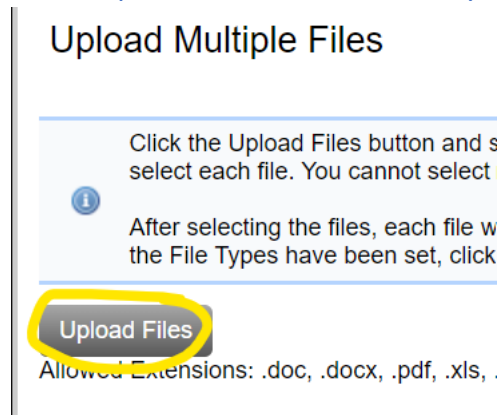 Upload Multiple Files
Click the Upload Files button and
select each file. You cannot select
After selecting the files, each file
the File Types have been set, click
Upload Files
Allowed Extensions: .doc, .docx, .pdf, .xls,